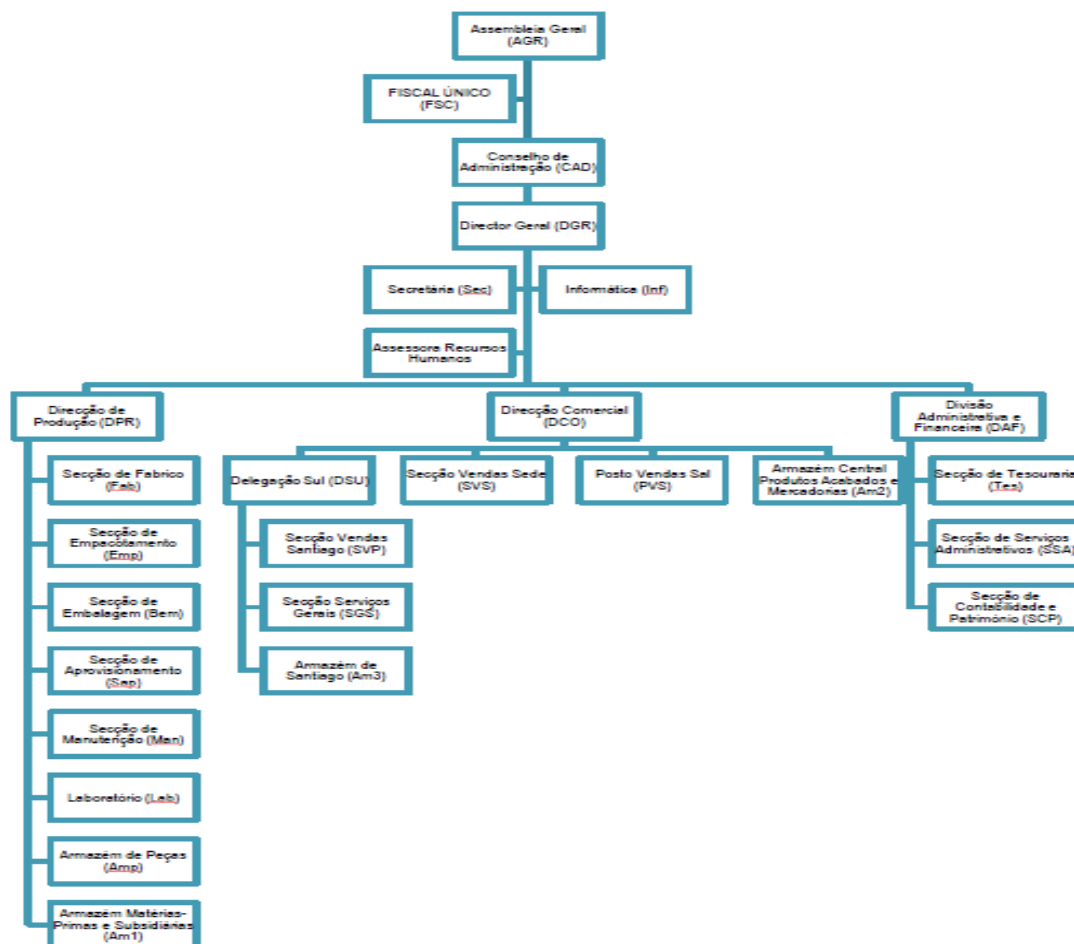 Assembleia Geral
(AGR)
FISCAL ÚNICO
(FSC)
Conselho de
Administração (CAD)
Director Geral (DGR)
Secretária (Sec)
Informática (Inf)
Assessora Recursos
Humanos
Direcção de
Produção (DPR)
Direcção Comercial
(DCO)
Divisão
Administrativa e
Financeira (DAF)
Secção de Fabrico
(Fab)
Secção de
Empacotamento
(Emp)
Secção de
Embalagem (Bem)
Secção de
Aprovisionamento
(Sap)
Secção de
Manutenção (Man)
Laboratório (Lab)
Armazém de Peças
(Amp)
Armazém Matérias-
Primas e Subsidiárias
(Am1)
Delegação Sul (DSU)
Secção Vendas Sede
(SVS)
Posto Vendas Sal
(PVS)
Armazém Central
Produtos Acabados e
Mercadorias (Am2)
Secção Vendas
Santiago (SVP)
Secção Serviços
Gerais (SGS)
Armazém de
Santiago (Am3)
Secção de Tesouraria
(Tes)
Secção de Serviços
Administrativos (SSA)
Secção de
Contabilidade e
Património (SCP)